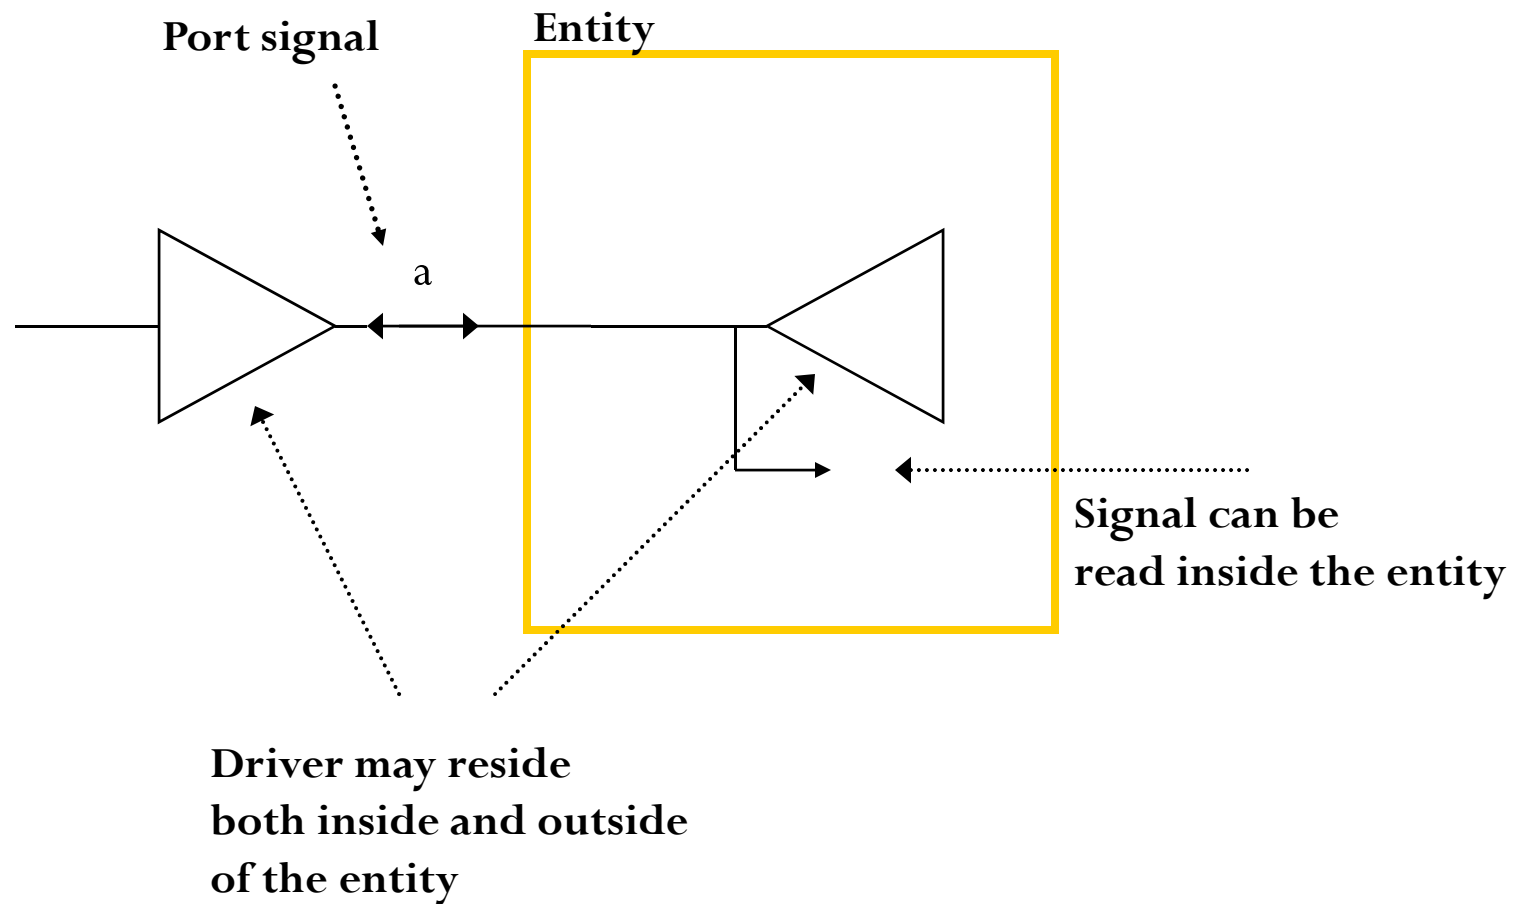 Port signal
Entity
a
Signal can be
read inside the entity
Driver may reside
both inside and outside
of the entity